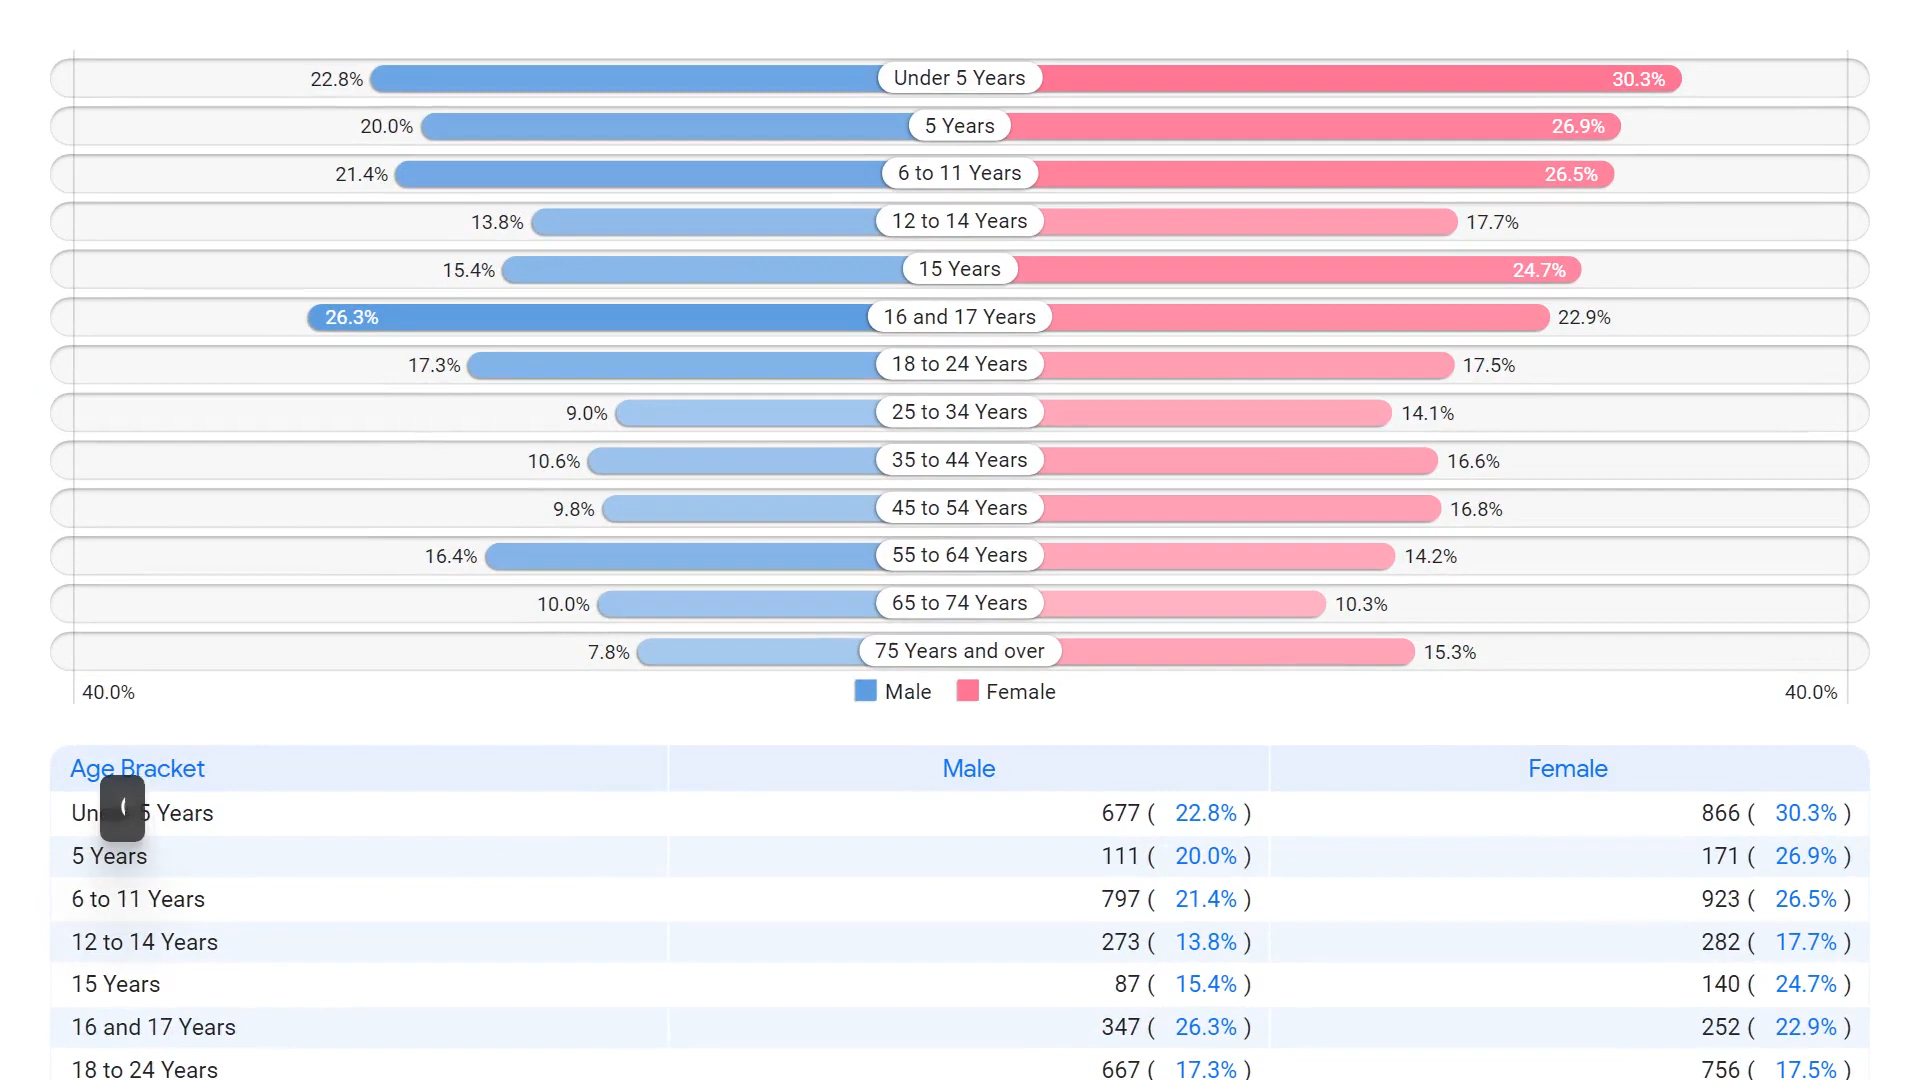 22.8% Under 5 Years 30.3%
20.0% 5 Years 26.9%
21.4% 6 to 11 Years 26.5%
13.8% 12 to 14 Years 17.7%
15.4% 15 Years 24.7%
26.3% 16 and 17 Years 22.9%
17.3% 18 to 24 Years 17.5%
9.0% 25 to 34 Years 14.1%
10.6% 35 to 44 Years 16.6%
9.8% 45 to 54 Years 16.8%
16.4% 55 to 64 Years 14.2%
10.0% 65 to 74 Years 10.3%
7.8% 75 Years and over 15.3%
40.0% Male Female 40.0%
Age Bracket Male Female
5 Years 677 ( 22.8% ) 866 ( 30.3% )
5 Years 111 ( 20.0% ) 171 ( 26.9% )
6 to 11 Years 797 ( 21.4% ) 923 ( 26.5% )
12 to 14 Years 273 ( 13.8% ) 282 ( 17.7% )
15 Years 87 ( 15.4% ) 140 ( 24.7% )
16 and 17 Years 347 ( 26.3% ) 252 ( 22.9% )
18 to 24 Years 667 ( 17.3% ) 756 ( 17.5% )